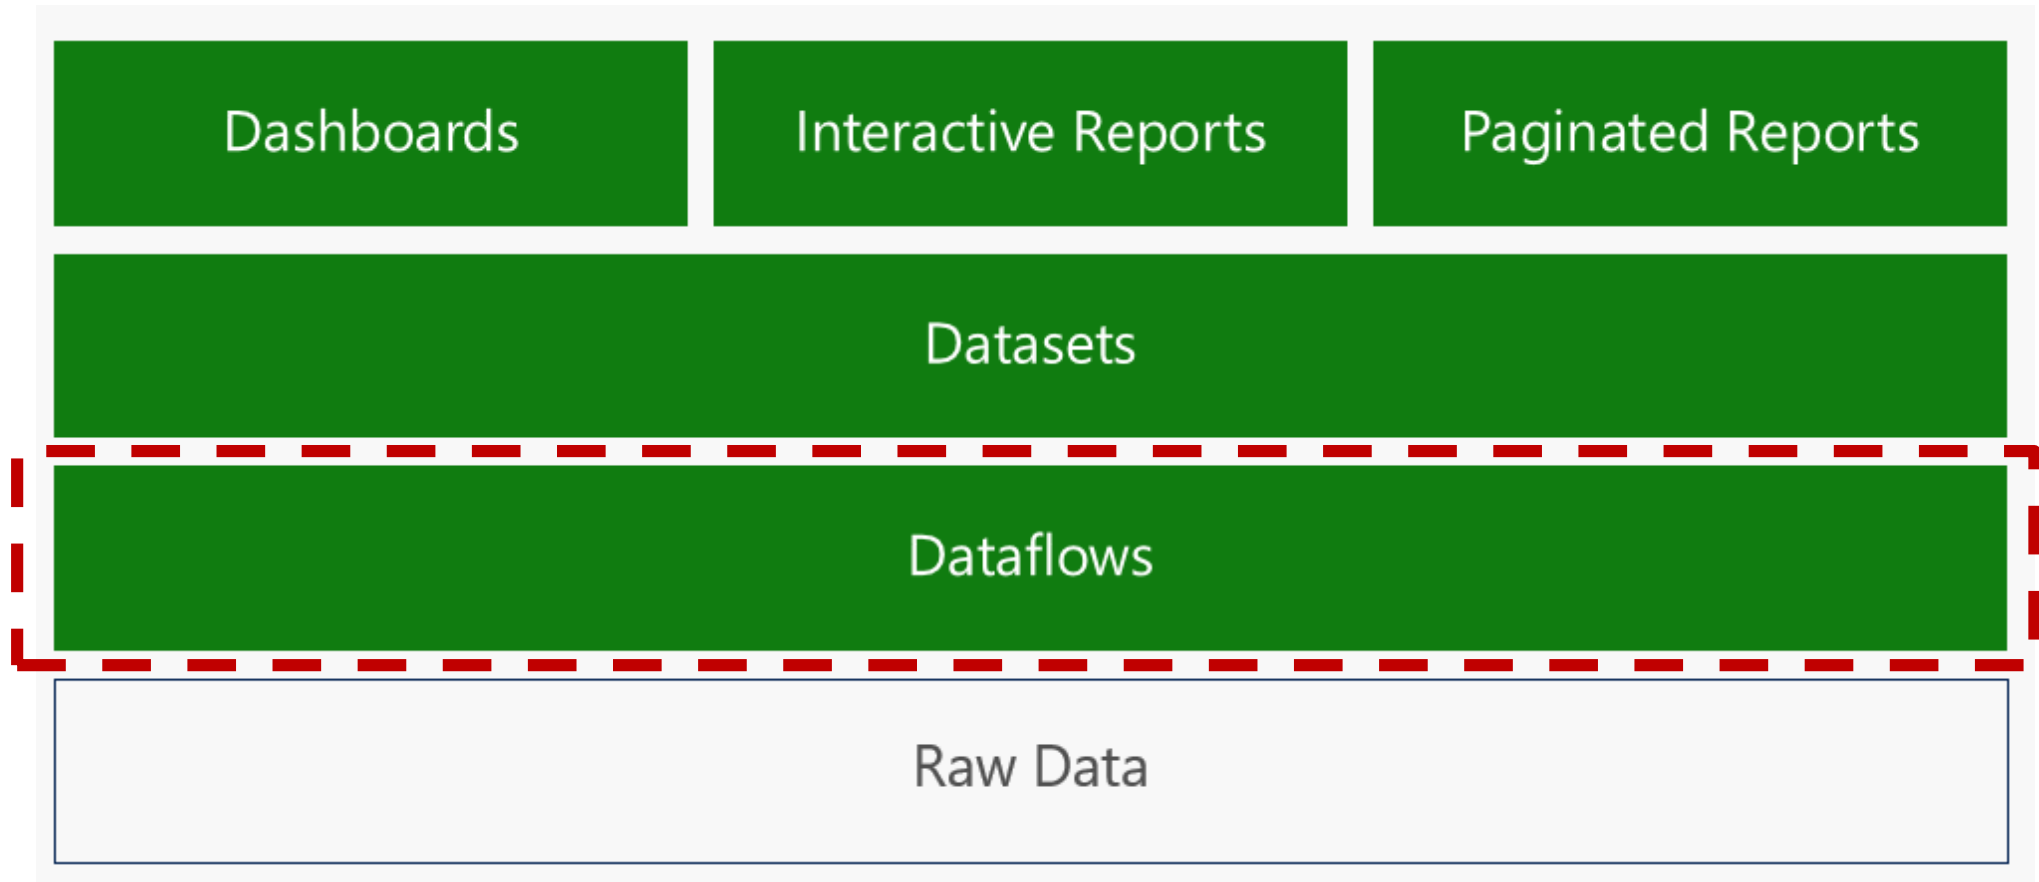 Dashboards
Interactive Reports
Paginated Reports
Datasets
Dataflows
Raw Data